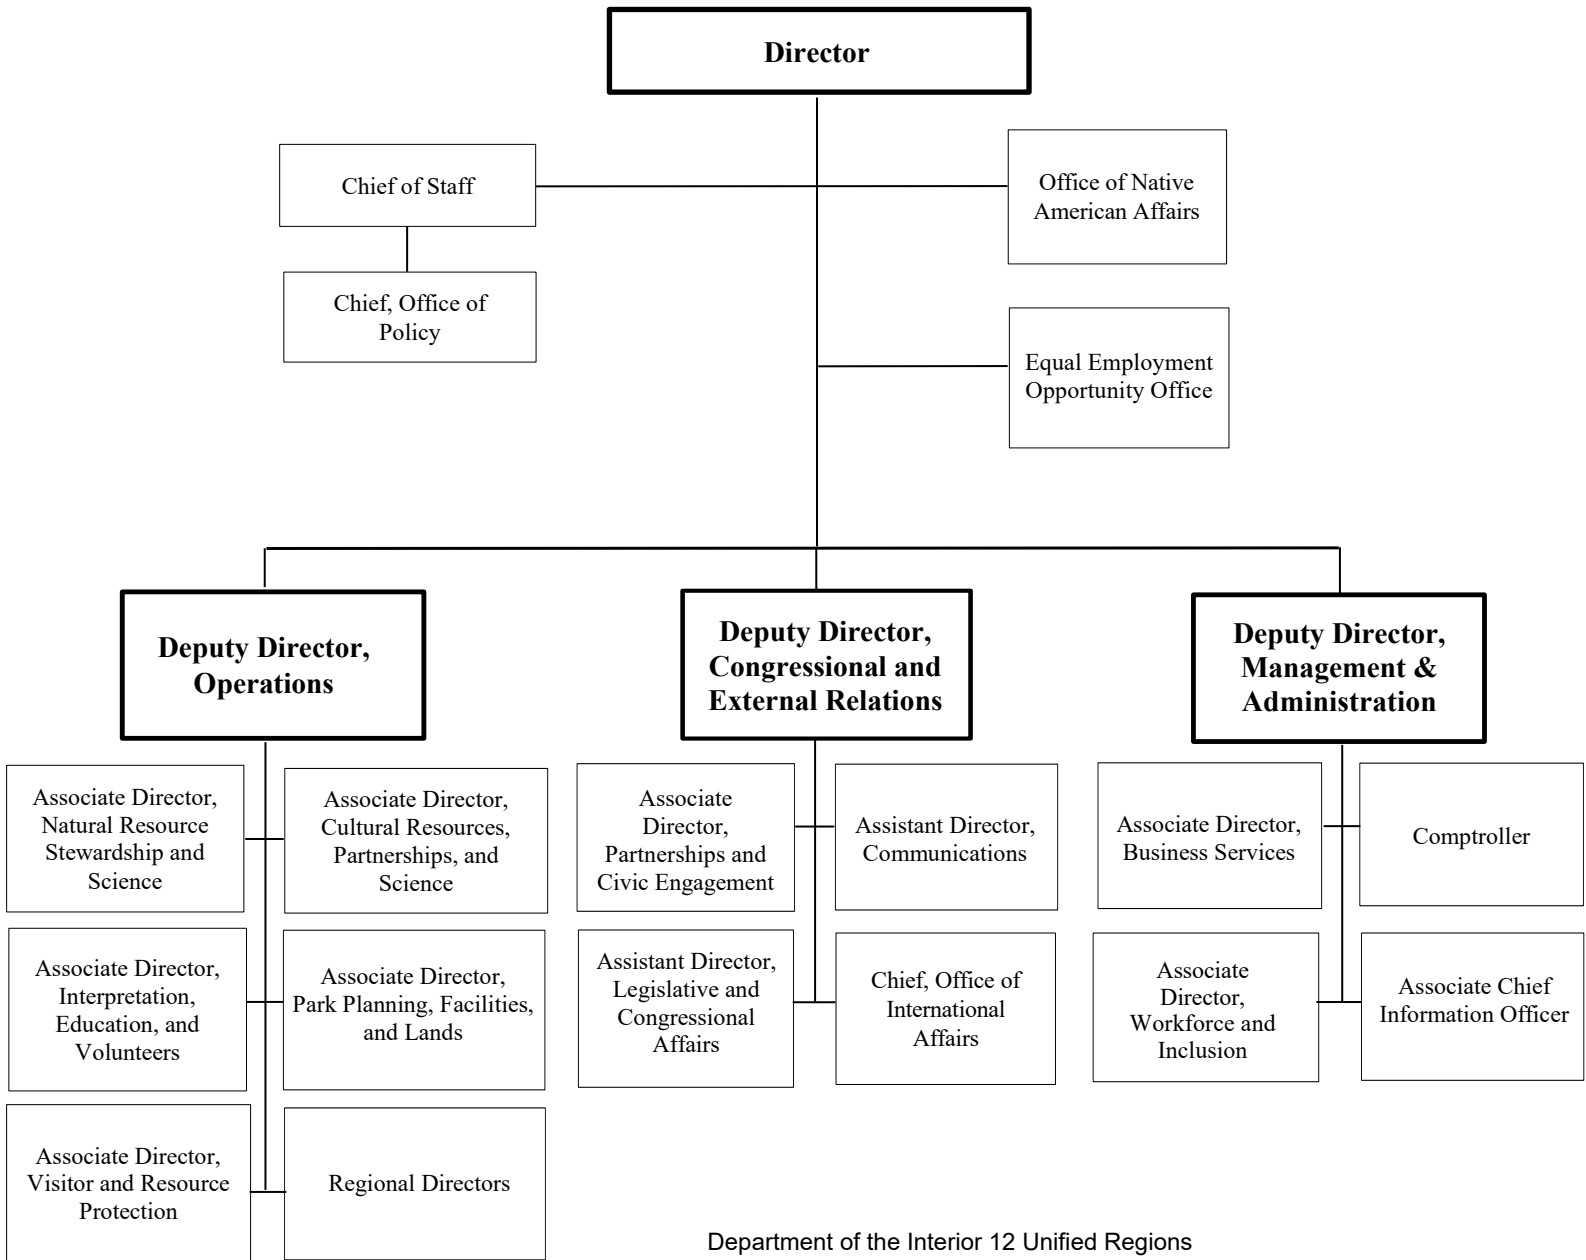 Director
Chief of Staff
Office of Native
American Affairs
Chief, Office of
Policy
Equal Employment
Opportunity Office
Deputy Director,
Operations
Deputy Director,
Congressional and
External Relations
Deputy Director,
Management &
Administration
Associate Director,
Natural Resource
Stewardship and
Science
Associate Director,
Cultural Resources,
Partnerships, and
Science
Associate
Director,
Partnerships and
Civic Engagement
Assistant Director,
Communications
Associate Director,
Business Services
Comptroller
Associate Director,
Interpretation,
Education, and
Volunteers
Associate Director,
Park Planning, Facilities,
and Lands
Assistant Director,
Legislative and
Congressional
Affairs
Chief, Office of
International
Affairs
Associate
Director,
Workforce and
Inclusion
Associate Chief
Information Officer
Associate Director,
Visitor and Resource
Protection
Regional Directors
Department of the Interior 12 Unified Regions